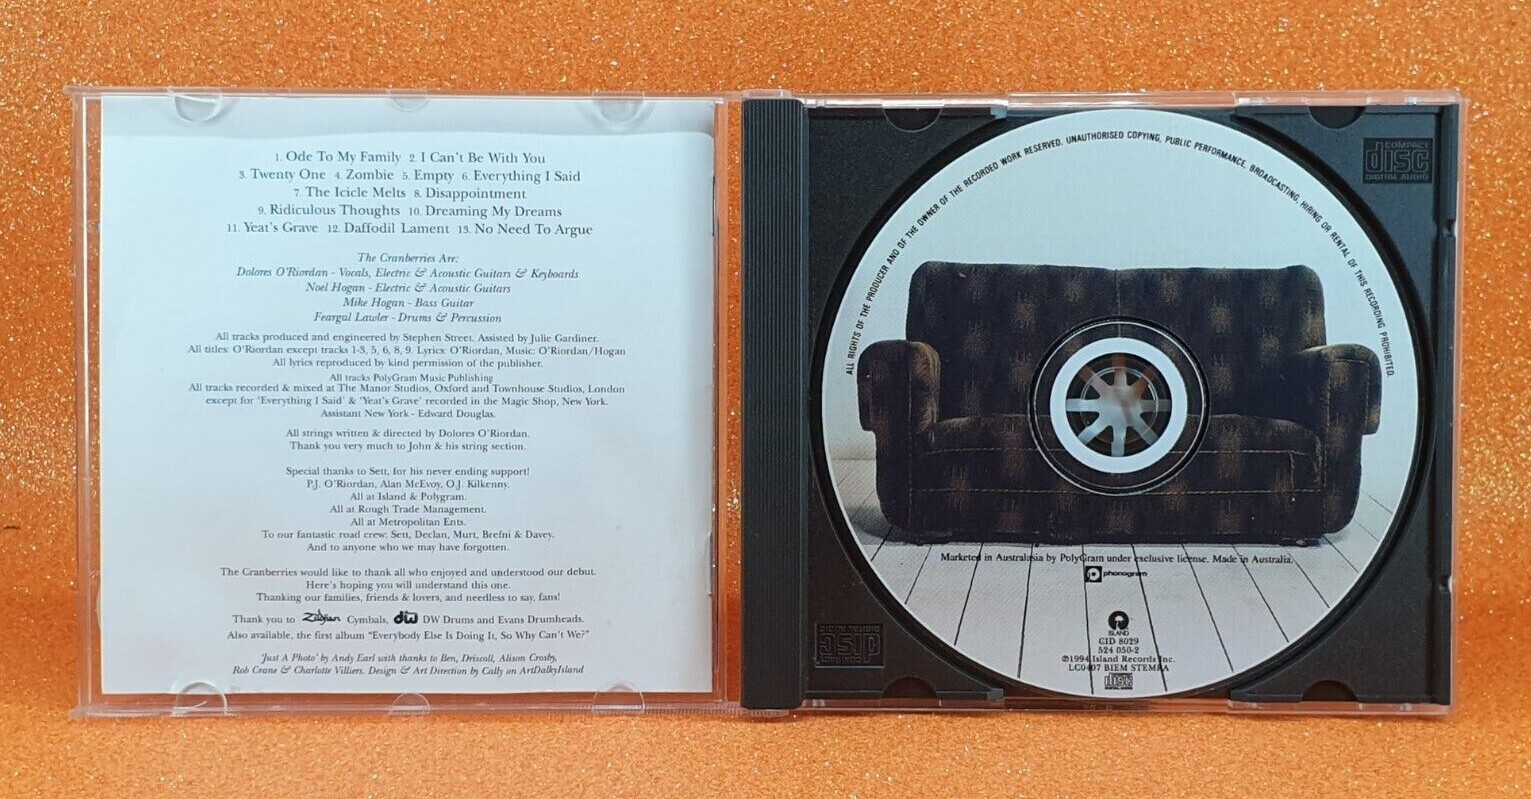 1. Ode To My Family 2. I Can't Be With You
3. Twenty One 4. Zombie 5. Empty 6. Everything I Said
7. The Icicle Melts 8. Disappointment
9. Ridiculous Thoughts 10. Dreaming My Dreams
11. Yeat's Grave 12. Daffodil Lament 13. No Need To Argue
The Cranberries Are:
Dolores O'Riordan - Vocals, Electric & Acoustic Guitars & Keyboards
Noel Hogan - Electric & Acoustic Guitars
Mike Hogan - Bass Guitar
Feargal Lawler - Drums & Percussion
All tracks produced and engineered by Stephen Street. Assisted by Julie Gardiner.
All titles: O'Riordan except tracks 1-3, 5, 6, 8, 9. Lyrics: O'Riordan, Music: O'Riordan/Hogan
All lyrics reproduced by kind permission of the publisher.
All tracks PolyGram Music Publishing
All tracks recorded & mixed at The Manor Studios, Oxford and Townhouse Studios, London
except for 'Everything I Said' & 'Yeat's Grave' recorded in the Magic Shop, New York.
Assistant New York - Edward Douglas.
All strings written & directed by Dolores O'Riordan.
Thank you very much to John & his string section.
Special thanks to Sett, for his never ending support!
P.J. O'Riordan, Alan McEvoy, O.J. Kilkenny.
All at Island & Polygram.
All at Rough Trade Management.
All at Metropolitan Ents.
To our fantastic road crew: Sett, Declan, Murt, Brefni & Davey.
And to anyone who we may have forgotten.
The Cranberries would like to thank all who enjoyed and understood our debut.
Here's hoping you will understand this one.
Thanking our families, friends & lovers, and needless to say, fans!
Thank you to Zildjian Cymbals, dw DW Drums and Evans Drumheads.
Also available, the first album "Everybody Else Is Doing It, So Why Can't We?"
'Just A Photo' by Andy Earl with thanks to Ben, Driscoll, Alison Crosby,
Rob Crane & Charlotte Villiers. Design & Art Direction by Cally on ArtDalkyIsland
ALL RIGHTS OF THE PRODUCER AND OF THE OWNER OF THE RECORDED WORK RESERVED. UNAUTHORISED COPYING, PUBLIC PERFORMANCE, BROADCASTING, HIRING OR RENTAL OF THIS RECORDING PROHIBITED.
COMPACT
disc
DIGITAL AUDIO
Marketed in Australasia by PolyGram under exclusive license. Made in Australia.
phonogram
ISLAND
CID 8029
524 050-2
℗1994 Island Records Inc.
LC0407 BIEM STEMRA
COMPACT
disc
DIGITAL AUDIO
COMPACT
disc
DIGITAL AUDIO